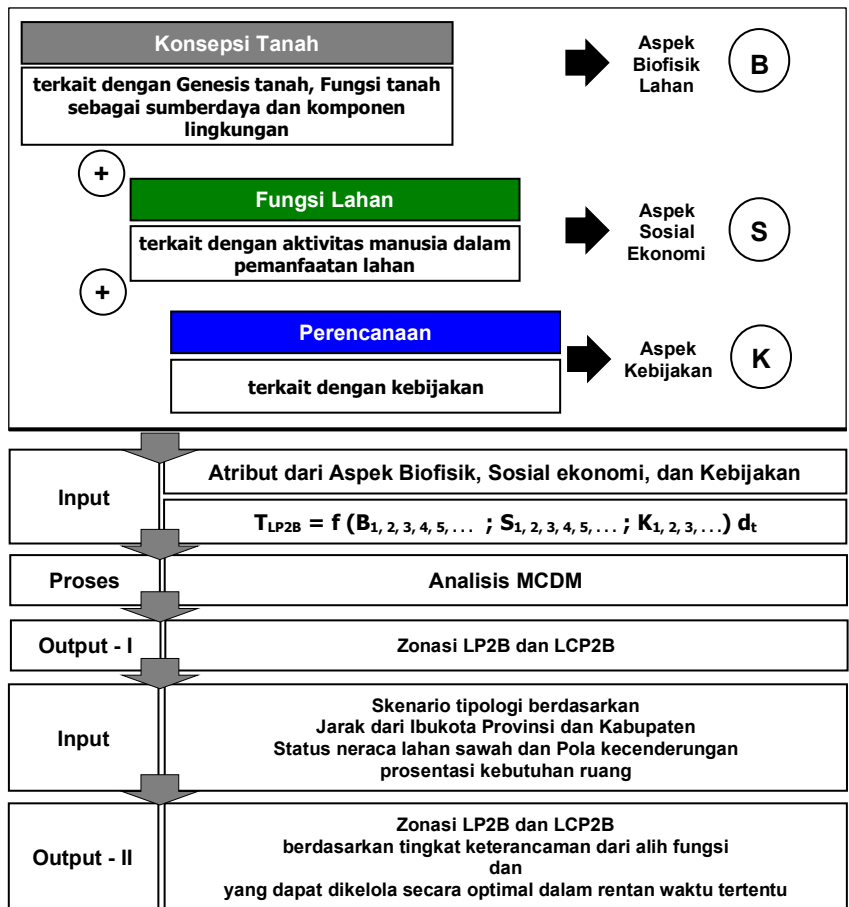 Konsepsi Tanah
terkait dengan Genesis tanah, Fungsi tanah
sebagai sumberdaya dan komponen
lingkungan
Aspek
Biofisik
Lahan
B
+
Fungsi Lahan
terkait dengan aktivitas manusia dalam
pemanfaatan lahan
Aspek
Sosial
Ekonomi
S
+
Perencanaan
terkait dengan kebijakan
Aspek
Kebijakan
K
Input
Atribut dari Aspek Biofisik, Sosial ekonomi, dan Kebijakan
T_LP2B = f (B_1, 2, 3, 4, 5, . . . ; S_1, 2, 3, 4, 5, . . . ; K_1, 2, 3, . . .) d_t
Proses
Analisis MCDM
Output - I
Zonasi LP2B dan LCP2B
Input
Skenario tipologi berdasarkan
Jarak dari Ibukota Provinsi dan Kabupaten
Status neraca lahan sawah dan Pola kecenderungan
prosentasi kebutuhan ruang
Output - II
Zonasi LP2B dan LCP2B
berdasarkan tingkat keterancaman dari alih fungsi
dan
yang dapat dikelola secara optimal dalam rentan waktu tertentu